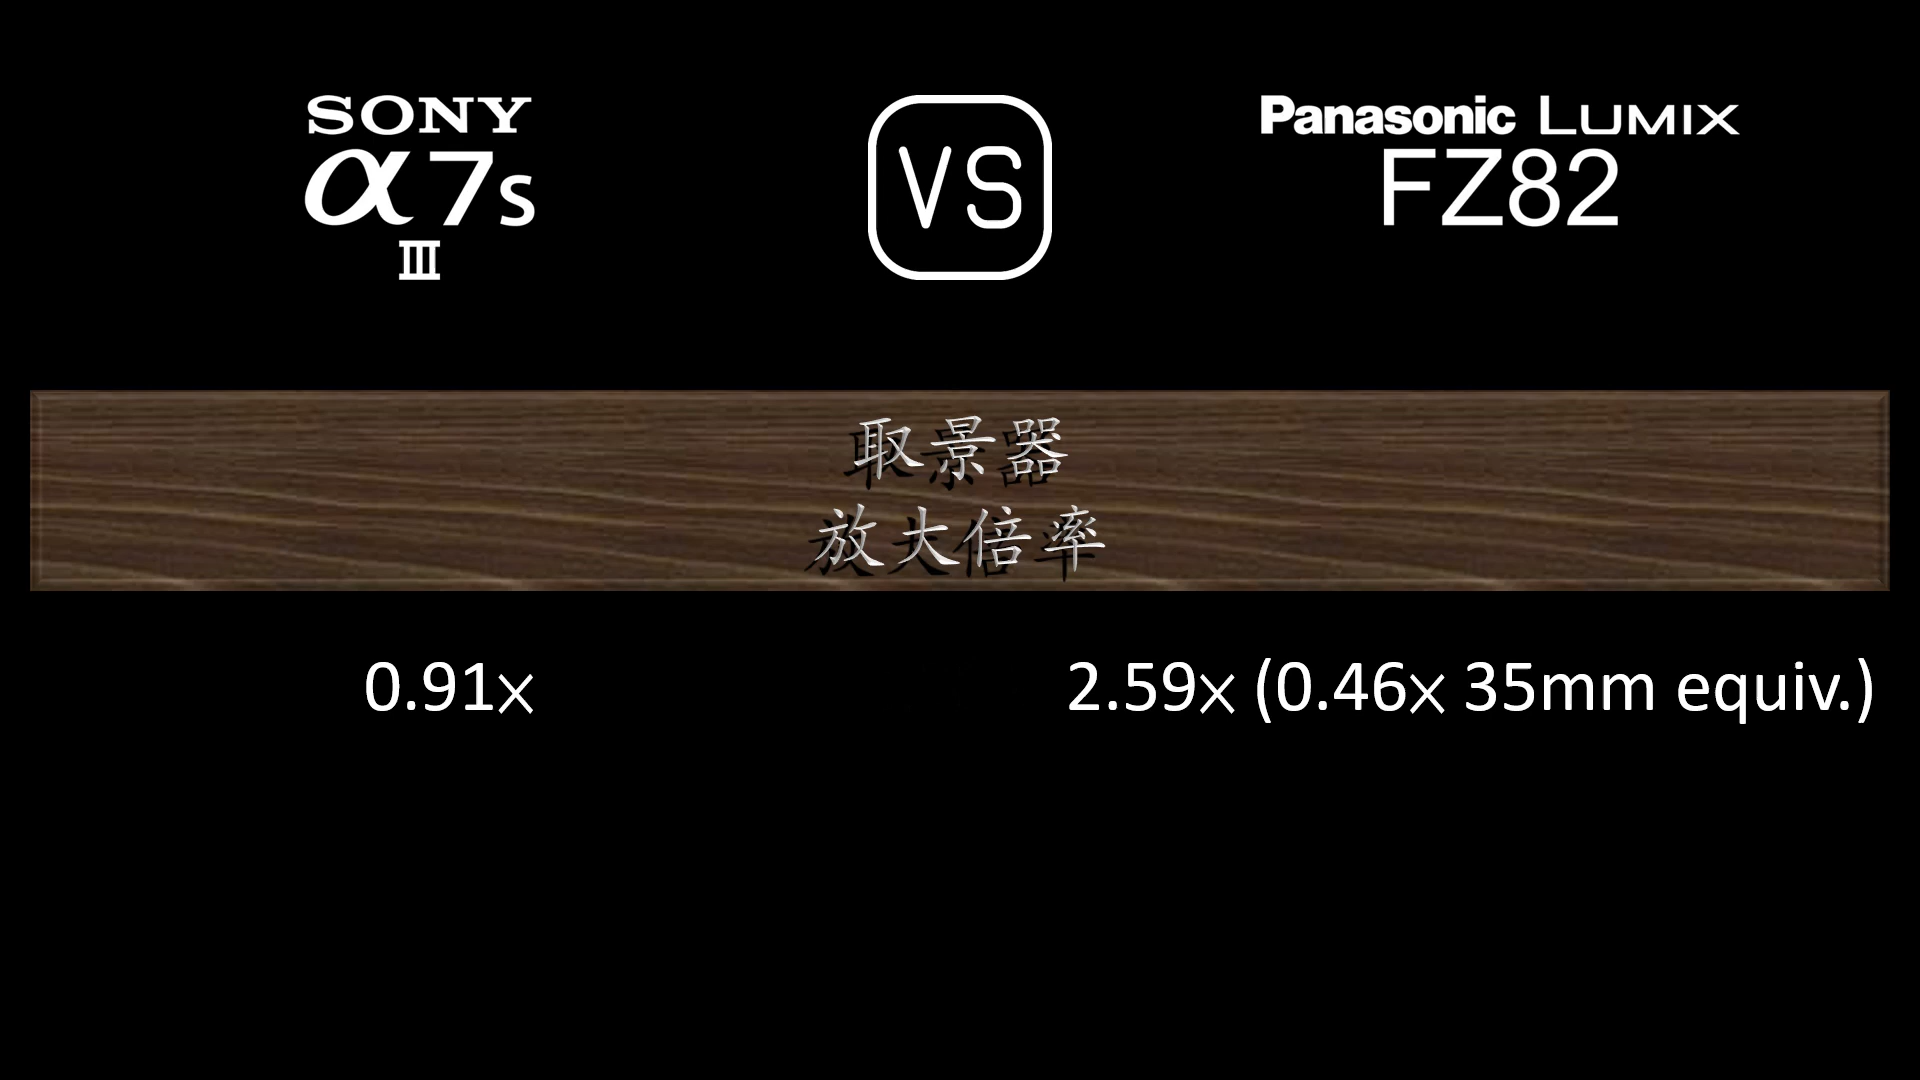 SONY
α7s
III
VS
Panasonic LUMIX
FZ82
取景器
放大倍率
0.91×
2.59× (0.46× 35mm equiv.)